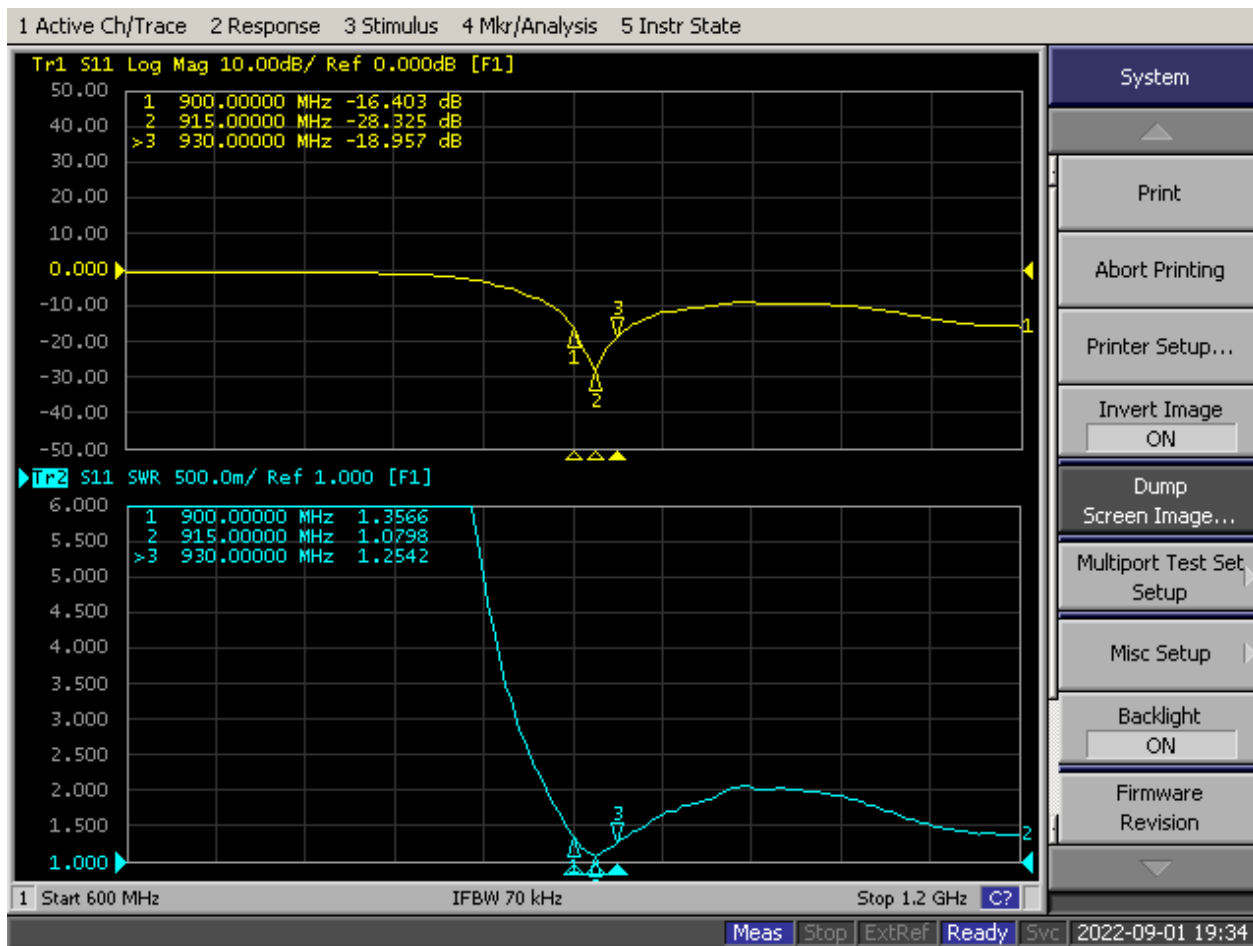 1 Active Ch/Trace 2 Response 3 Stimulus 4 Mkr/Analysis 5 Instr State
Tr1 S11 Log Mag 10.00dB/ Ref 0.000dB [F1]
50.00
40.00
30.00
20.00
10.00
0.000
-10.00
-20.00
-30.00
-40.00
-50.00
1 900.00000 MHz -16.403 dB
2 915.00000 MHz -28.325 dB
>3 930.00000 MHz -18.957 dB
3
1
2
1
Tr2 S11 SWR 500.0m/ Ref 1.000 [F1]
6.000
5.500
5.000
4.500
4.000
3.500
3.000
2.500
2.000
1.500
1.000
1 900.00000 MHz 1.3566
2 915.00000 MHz 1.0798
>3 930.00000 MHz 1.2542
3
2
1 Start 600 MHz IFBW 70 kHz Stop 1.2 GHz C?
Meas Stop ExtRef Ready Svc 2022-09-01 19:34
System
Print
Abort Printing
Printer Setup...
Invert Image
ON
Dump
Screen Image...
Multiport Test Set
Setup
Misc Setup
Backlight
ON
Firmware
Revision